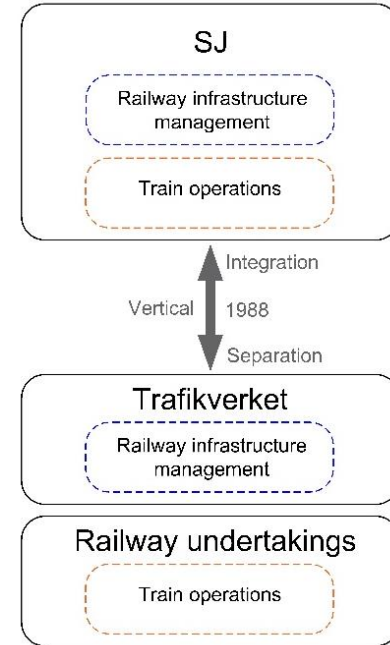 SJ
Railway infrastructure
management
Train operations
Integration
Vertical 1988
Separation
Trafikverket
Railway infrastructure
management
Railway undertakings
Train operations